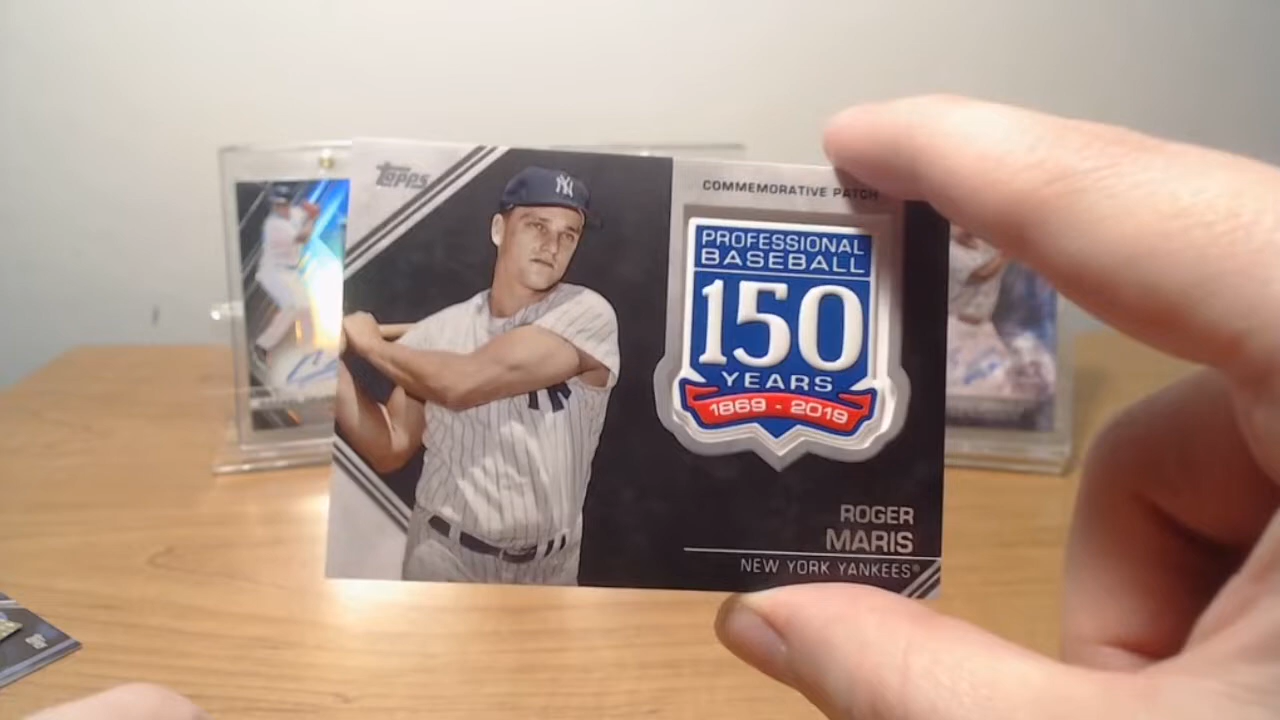 Topps
COMMEMORATIVE PATCH
NY
PROFESSIONAL
BASEBALL
150
YEARS
1869 - 2019
ROGER
MARIS
NEW YORK YANKEES®